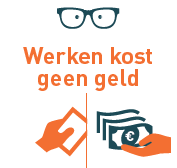 Werken kost
geen geld
€